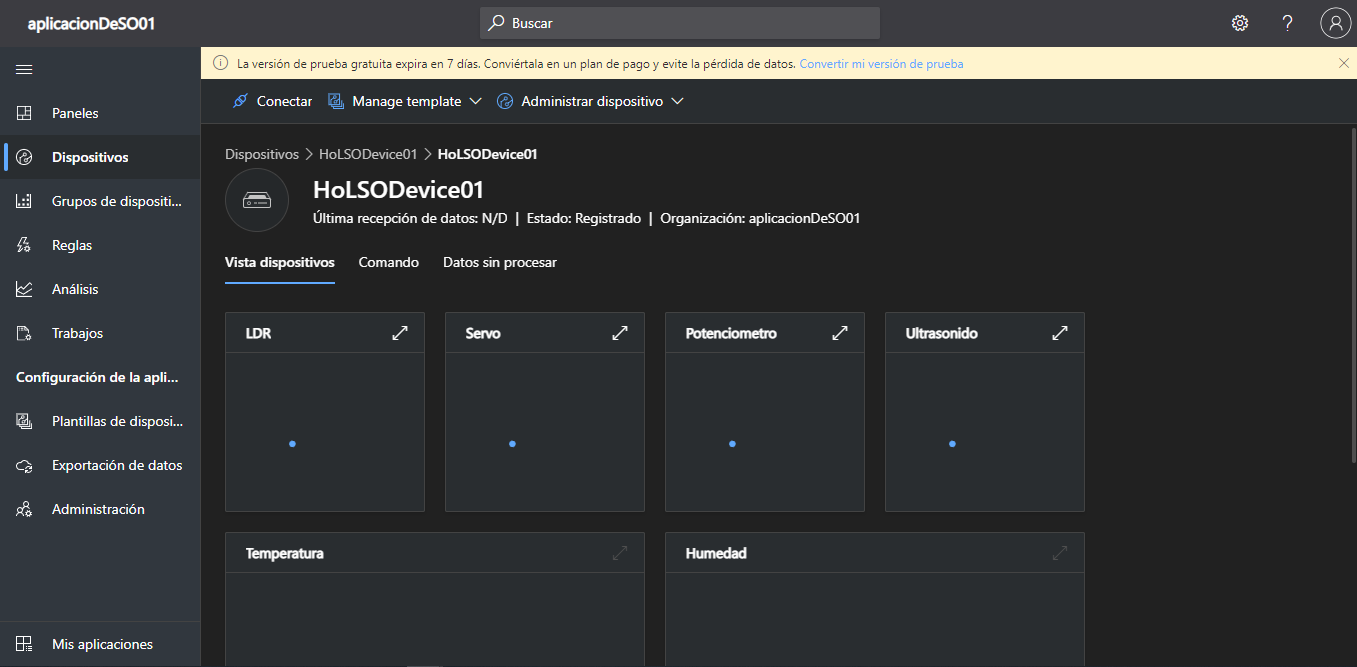 aplicacionDeSO01
Buscar
La versión de prueba gratuita expira en 7 días. Conviértala en un plan de pago y evite la pérdida de datos. Convertir mi versión de prueba
Conectar
Manage template
Administrar dispositivo
Paneles
Dispositivos
Grupos de dispositi...
Reglas
Análisis
Trabajos
Configuración de la apli...
Plantillas de disposi...
Exportación de datos
Administración
Mis aplicaciones
Dispositivos > HoLSODevice01 > HoLSODevice01
HoLSODevice01
Última recepción de datos: N/D | Estado: Registrado | Organización: aplicacionDeSO01
Vista dispositivos
Comando
Datos sin procesar
LDR
Servo
Potenciometro
Ultrasonido
Temperatura
Humedad